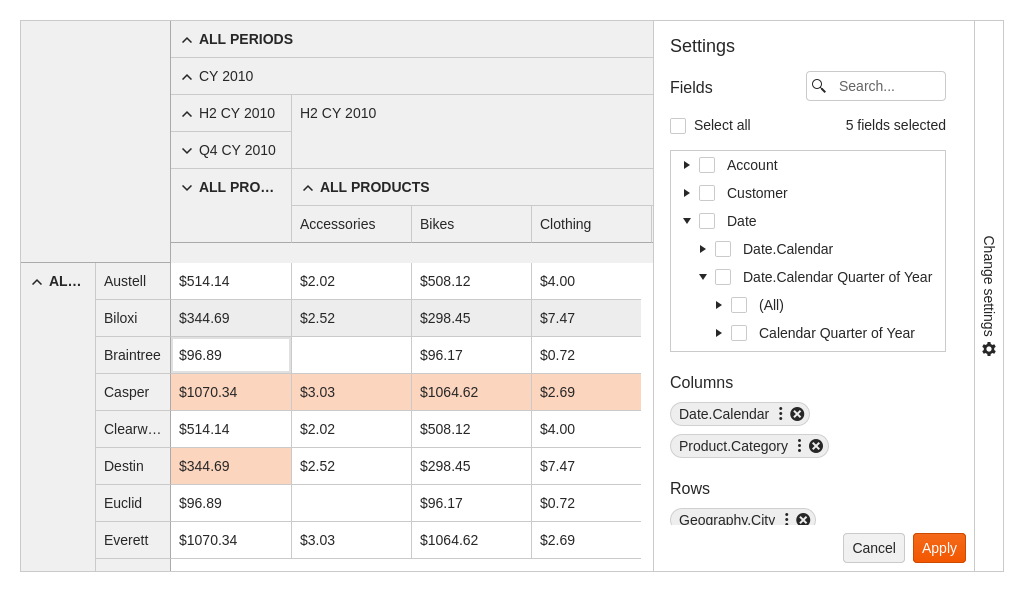 ALL PERIODS
CY 2010
H2 CY 2010 H2 CY 2010
Q4 CY 2010
ALL PRO... ALL PRODUCTS
Accessories Bikes Clothing
AL... Austell $514.14 $2.02 $508.12 $4.00
Biloxi $344.69 $2.52 $298.45 $7.47
Braintree $96.89 $96.17 $0.72
Casper $1070.34 $3.03 $1064.62 $2.69
Clearw... $514.14 $2.02 $508.12 $4.00
Destin $344.69 $2.52 $298.45 $7.47
Euclid $96.89 $96.17 $0.72
Everett $1070.34 $3.03 $1064.62 $2.69
Settings
Fields Search...
Select all 5 fields selected
Account
Customer
Date
Date.Calendar
Date.Calendar Quarter of Year
(All)
Calendar Quarter of Year
Columns
Date.Calendar
Product.Category
Rows
Geography.City
Cancel Apply
Change settings